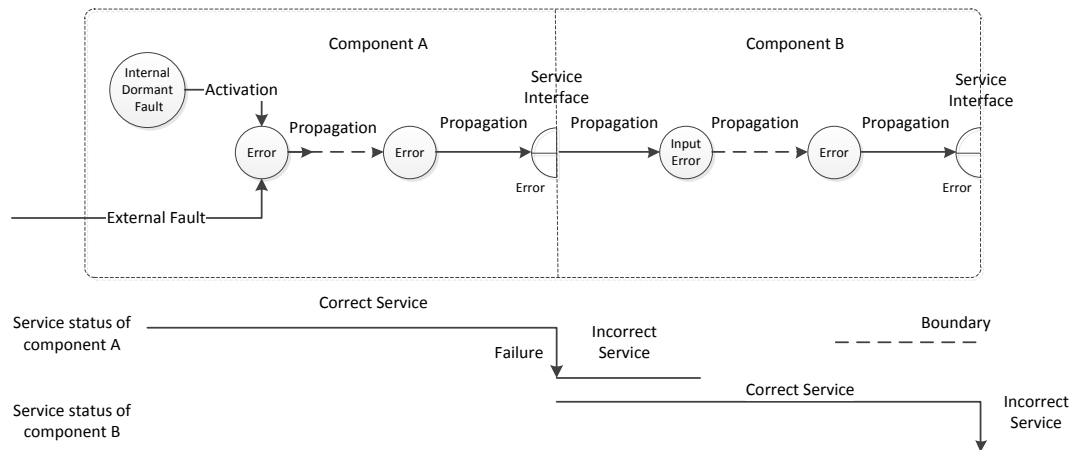 Component A
Component B
Internal
Dormant
Fault
Activation
Service
Interface
Service
Interface
Propagation
Propagation
Propagation
Propagation
Propagation
Error
Error
Input
Error
Error
Error
Error
External Fault
Correct Service
Service status of
component A
Failure
Incorrect
Service
Boundary
Correct Service
Incorrect
Service
Service status of
component B